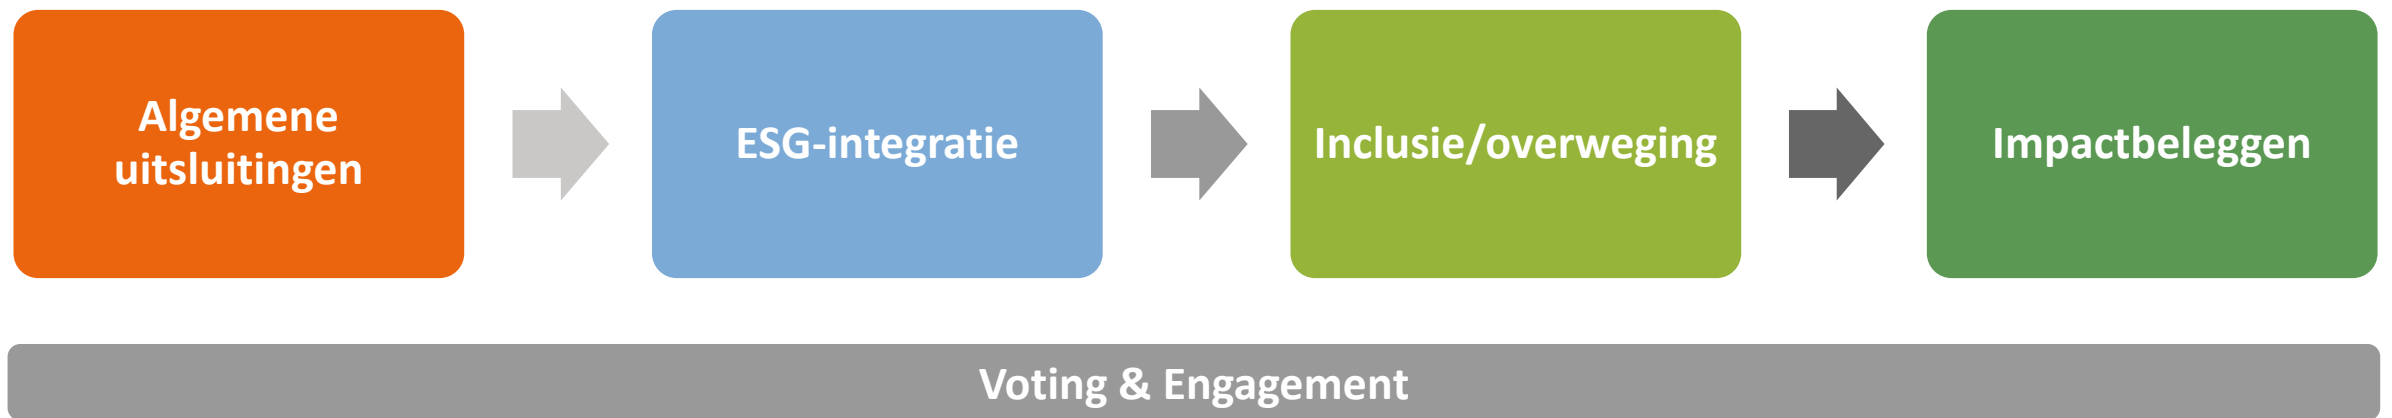 Algemene
uitsluitingen
ESG-integratie
Inclusie/overweging
Impactbeleggen
Voting & Engagement